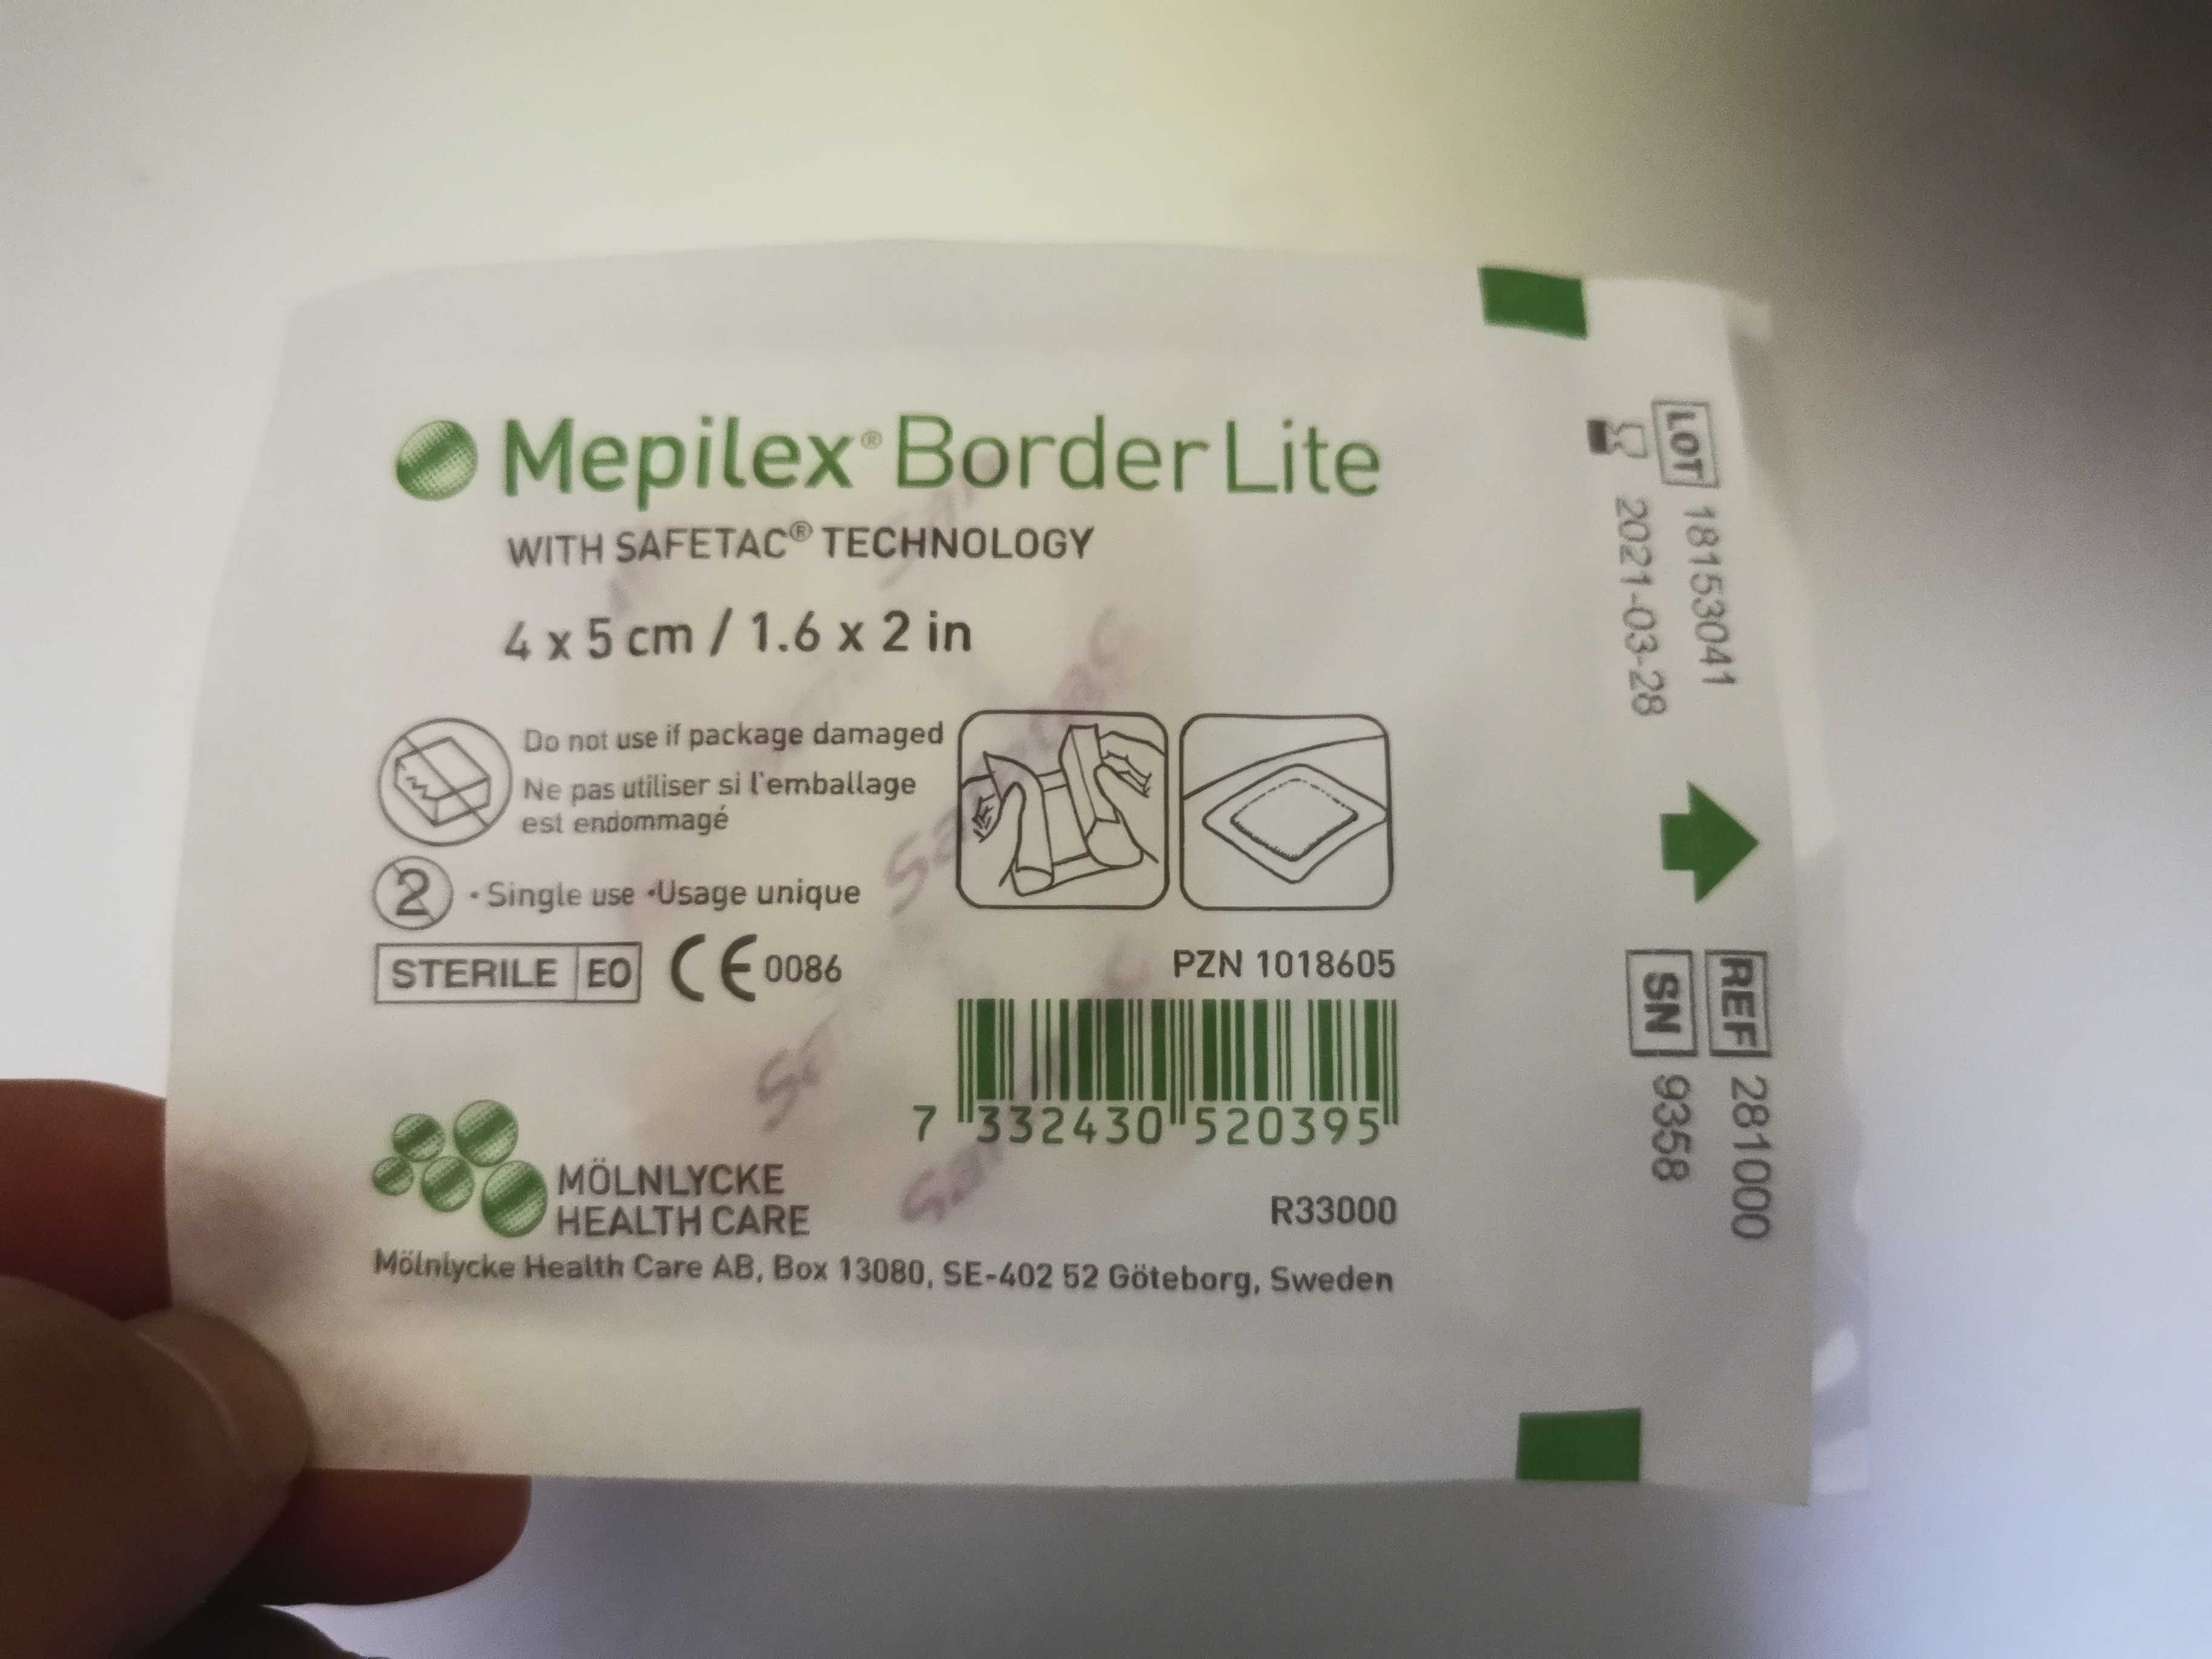 Mepilex® Border Lite
WITH SAFETAC® TECHNOLOGY
4 x 5 cm / 1.6 x 2 in
Do not use if package damaged
Ne pas utiliser si l'emballage
est endommagé
2 • Single use • Usage unique
STERILE EO CE 0086
PZN 1018605
7 332430 520395
MÖLNLYCKE
HEALTH CARE
R33000
Mölnlycke Health Care AB, Box 13080, SE-402 52 Göteborg, Sweden
LOT 18153041
2021-03-28
REF 281000
SN 9358
Safetac